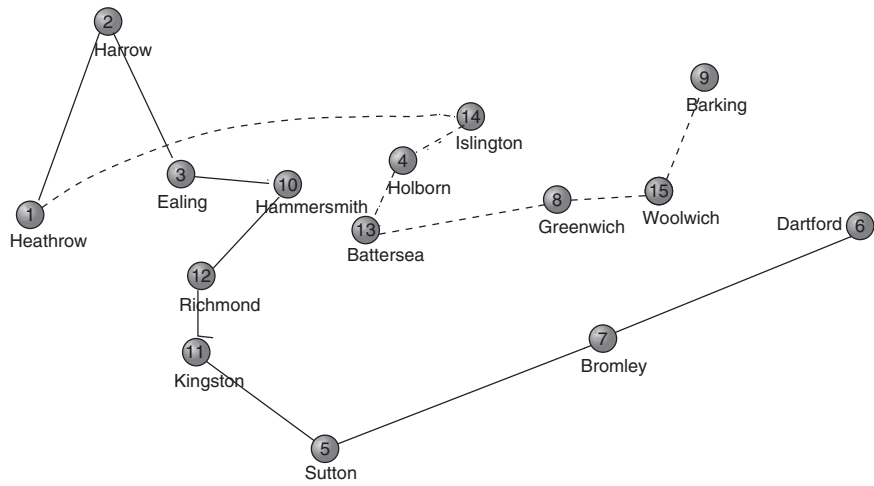 2
Harrow
9
Barking
14
Islington
4
Holborn
3
Ealing
10
Hammersmith
15
Woolwich
8
Greenwich
1
Heathrow
13
Battersea
Dartford 6
12
Richmond
7
Bromley
11
Kingston
5
Sutton